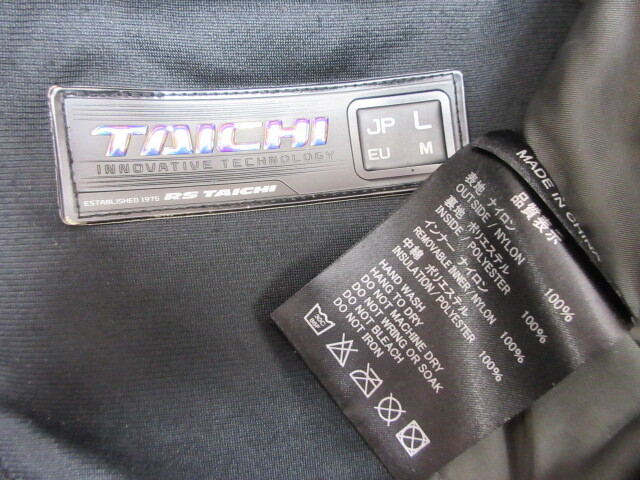 TAICHI
INNOVATIVE TECHNOLOGY
ESTABLISHED 1975 RS TAICHI
JP L
EU M
MADE IN CHINA
品質表示
表地 ナイロン 100%
OUTSIDE/NYLON
裏地 ポリエステル 100%
INSIDE/POLYESTER
インナー ナイロン 100%
REMOVABLE INNER/NYLON
中綿 ポリエステル 100%
INSULATION/POLYESTER
HAND WASH
HANG TO DRY
DO NOT MACHINE DRY
DO NOT WRING OR SOAK
DO NOT BLEACH
DO NOT IRON